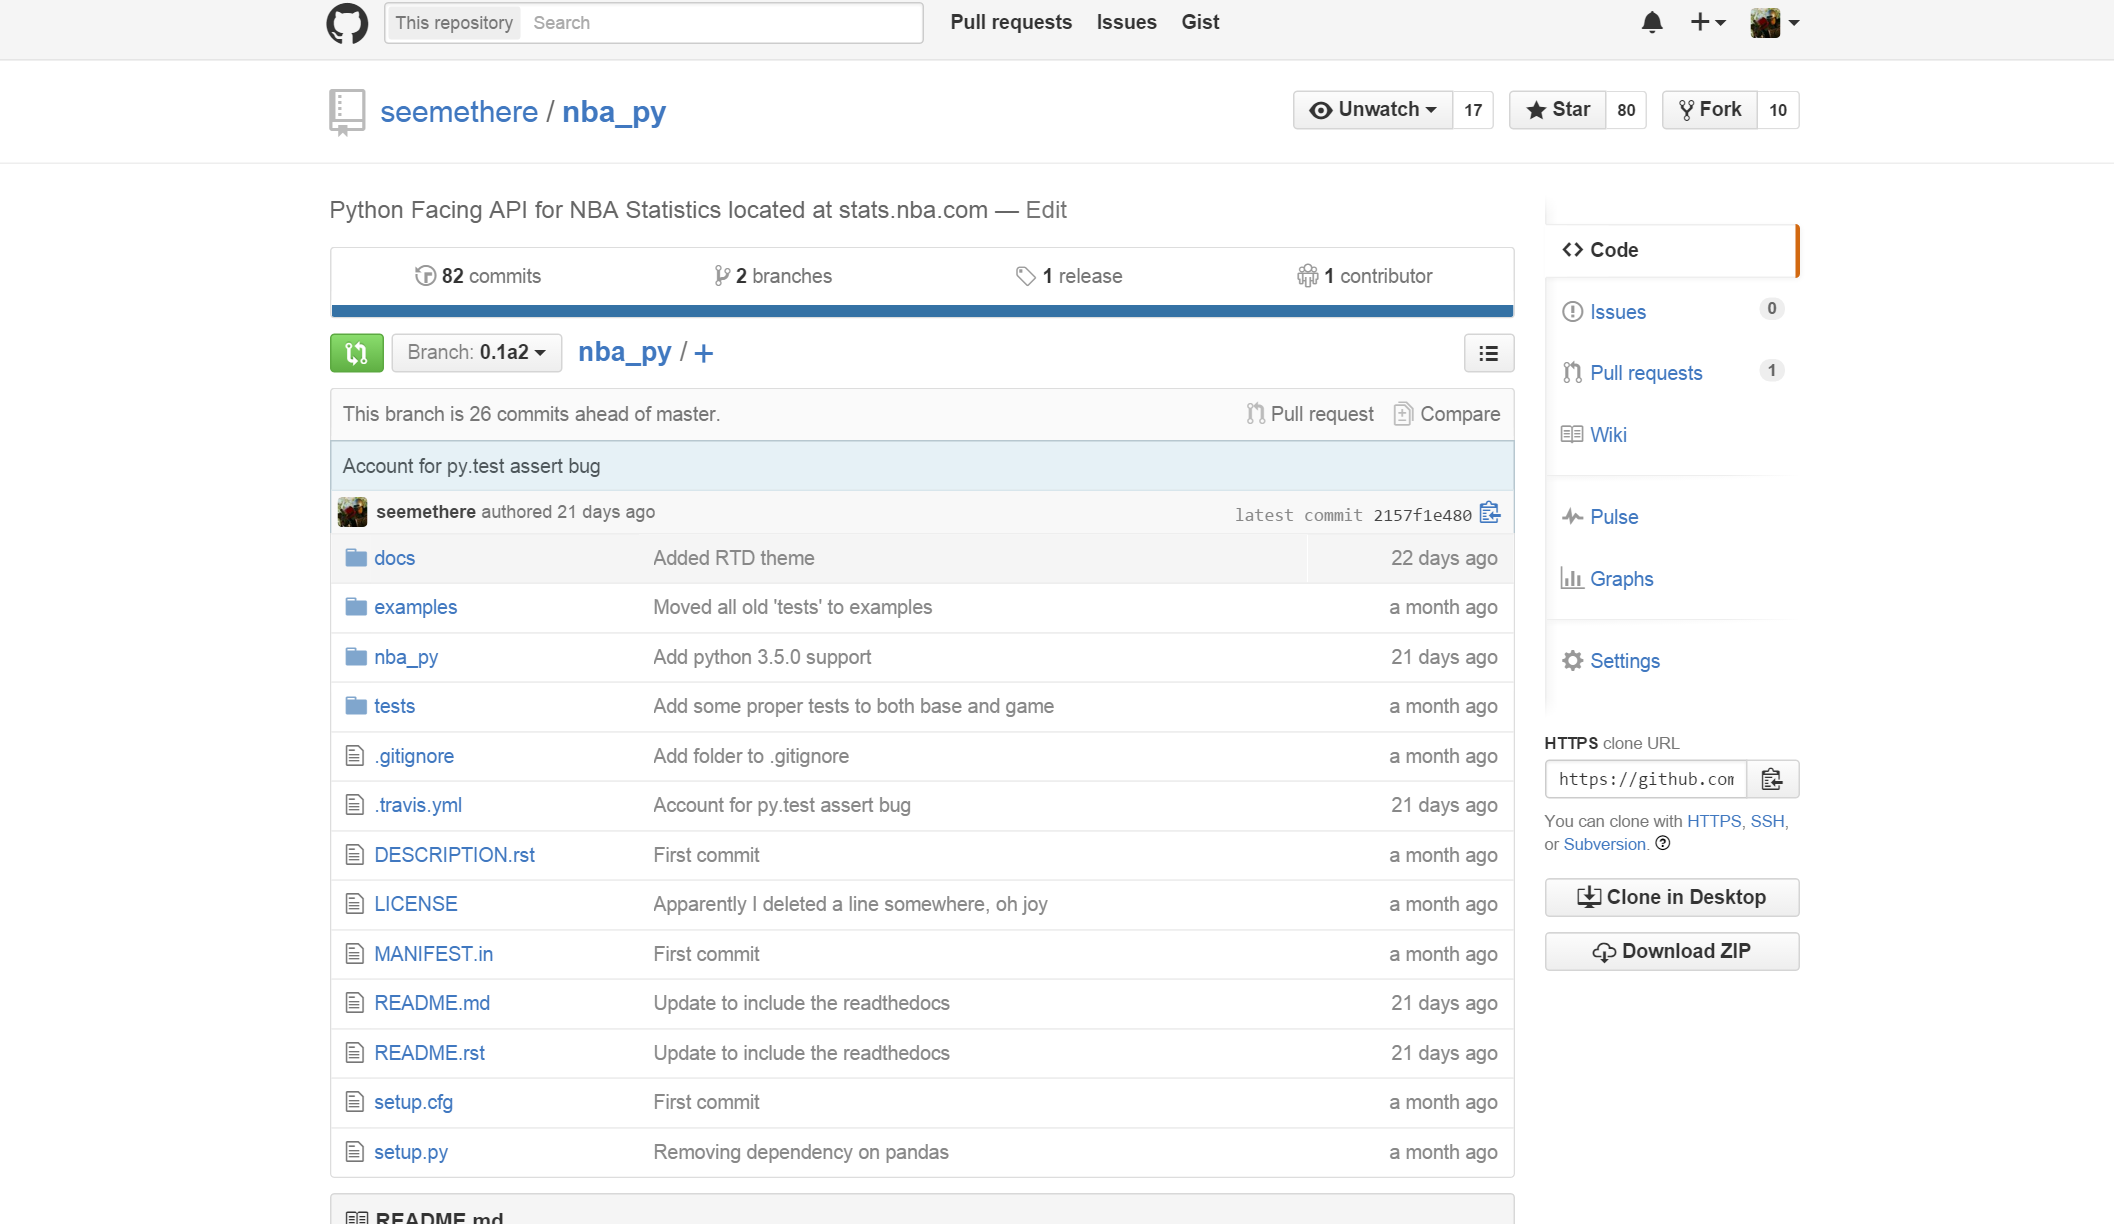 This repository Search Pull requests Issues Gist
seemethere / nba_py Unwatch 17 Star 80 Fork 10
Python Facing API for NBA Statistics located at stats.nba.com — Edit
82 commits 2 branches 1 release 1 contributor
Branch: 0.1a2 nba_py / +
This branch is 26 commits ahead of master. Pull request Compare
Account for py.test assert bug
seemethere authored 21 days ago latest commit 2157f1e480
docs Added RTD theme 22 days ago
examples Moved all old 'tests' to examples a month ago
nba_py Add python 3.5.0 support 21 days ago
tests Add some proper tests to both base and game a month ago
.gitignore Add folder to .gitignore a month ago
.travis.yml Account for py.test assert bug 21 days ago
DESCRIPTION.rst First commit a month ago
LICENSE Apparently I deleted a line somewhere, oh joy a month ago
MANIFEST.in First commit a month ago
README.md Update to include the readthedocs 21 days ago
README.rst Update to include the readthedocs 21 days ago
setup.cfg First commit a month ago
setup.py Removing dependency on pandas a month ago
README.md
Code
Issues 0
Pull requests 1
Wiki
Pulse
Graphs
Settings
HTTPS clone URL
https://github.com
You can clone with HTTPS, SSH,
or Subversion.
Clone in Desktop
Download ZIP